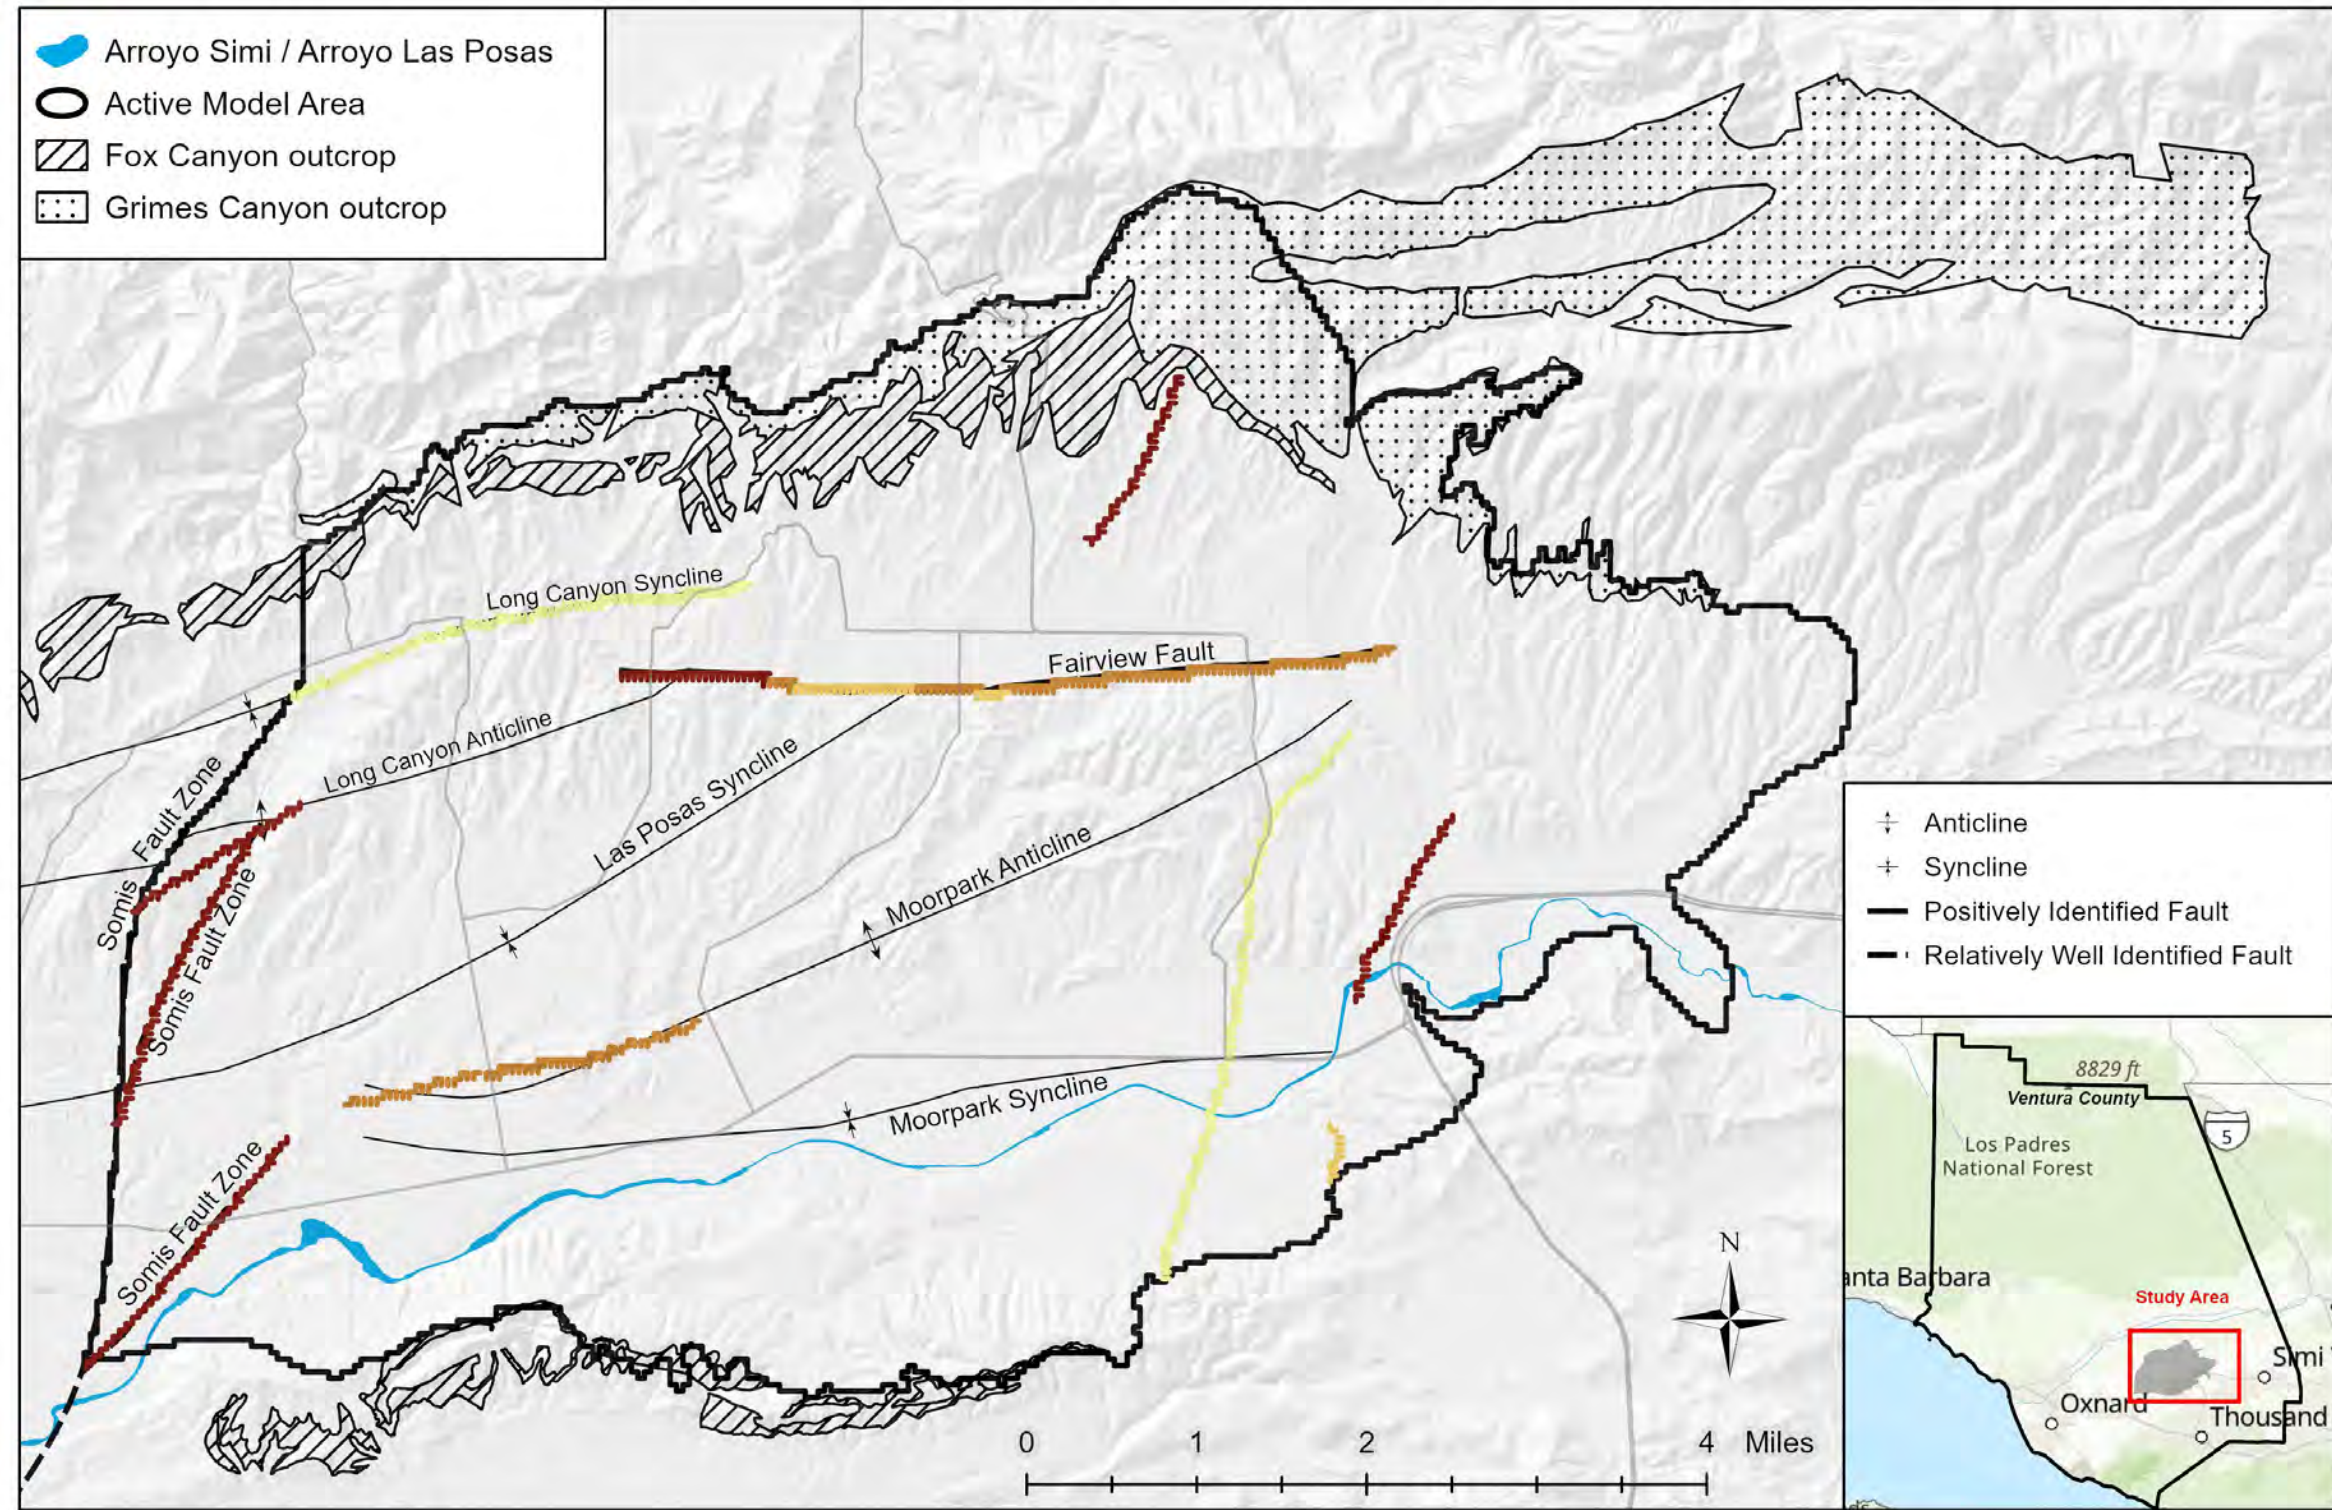 Arroyo Simi / Arroyo Las Posas
Active Model Area
Fox Canyon outcrop
Grimes Canyon outcrop
Long Canyon Syncline
Fairview Fault
Long Canyon Anticline
Somis Fault Zone
Las Posas Syncline
Moorpark Anticline
Somis Fault Zone
Moorpark Syncline
Somis Fault Zone
Anticline
Syncline
Positively Identified Fault
Relatively Well Identified Fault
N
0 1 2 4 Miles
8829 ft
Ventura County
5
Los Padres
National Forest
anta Barbara
Study Area
Simi
Oxnard
Thousand